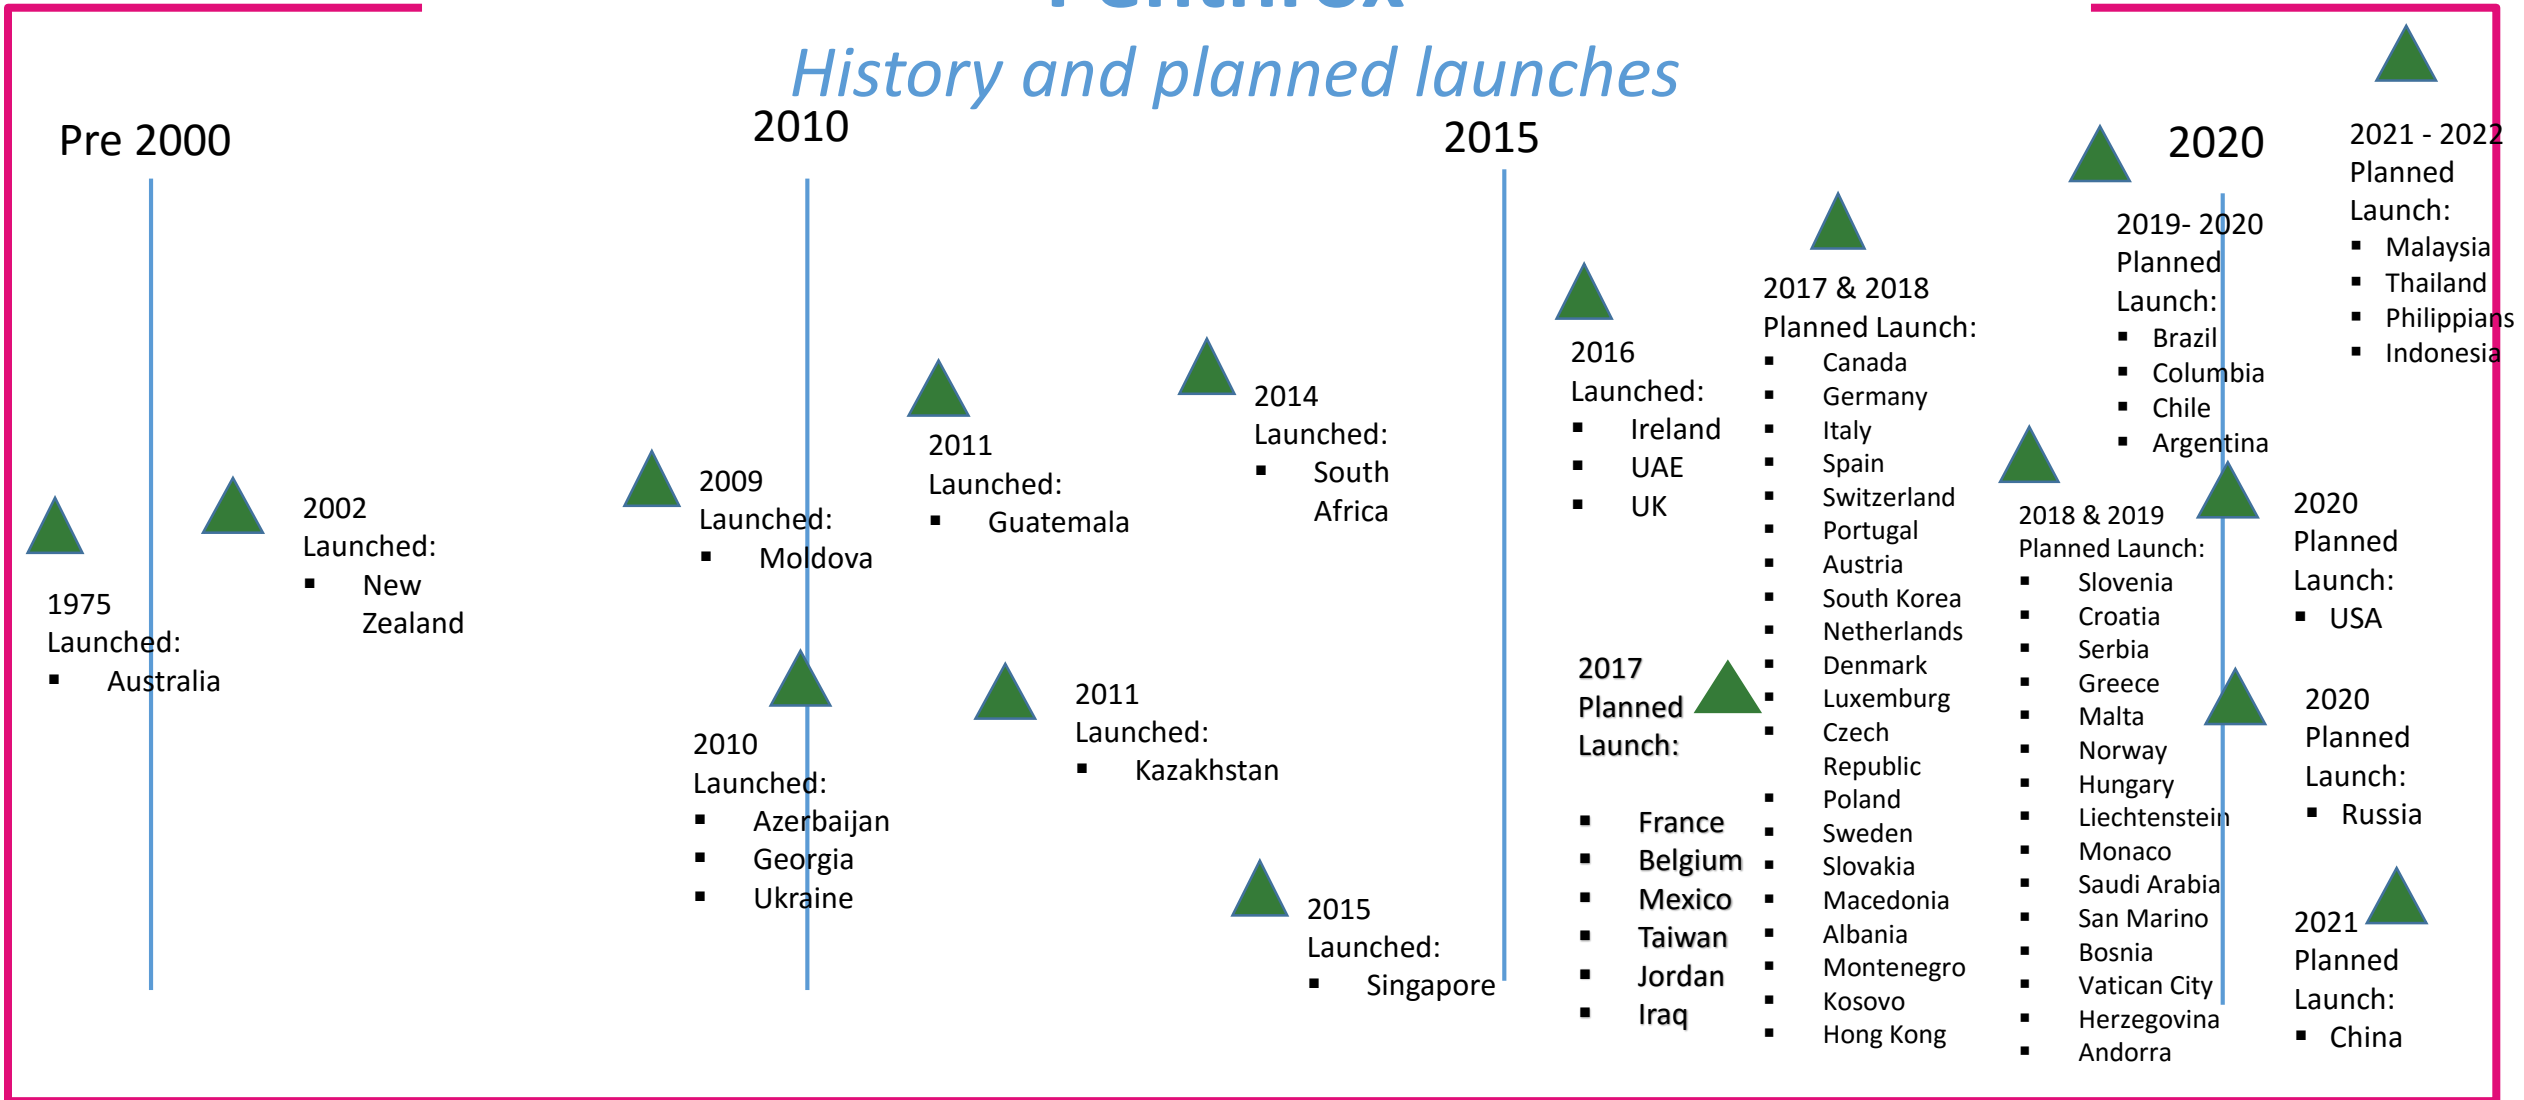 Penthrox
History and planned launches
Pre 2000
2010
2015
2020
1975
Launched:
▪ Australia
2002
Launched:
▪ New
Zealand
2009
Launched:
▪ Moldova
2010
Launched:
▪ Azerbaijan
▪ Georgia
▪ Ukraine
2011
Launched:
▪ Guatemala
2011
Launched:
▪ Kazakhstan
2014
Launched:
▪ South
Africa
2015
Launched:
▪ Singapore
2016
Launched:
▪ Ireland
▪ UAE
▪ UK
2017
Planned
Launch:
▪ France
▪ Belgium
▪ Mexico
▪ Taiwan
▪ Jordan
▪ Iraq
2017 & 2018
Planned Launch:
▪ Canada
▪ Germany
▪ Italy
▪ Spain
▪ Switzerland
▪ Portugal
▪ Austria
▪ South Korea
▪ Netherlands
▪ Denmark
▪ Luxemburg
▪ Czech
Republic
▪ Poland
▪ Sweden
▪ Slovakia
▪ Macedonia
▪ Albania
▪ Montenegro
▪ Kosovo
▪ Hong Kong
2018 & 2019
Planned Launch:
▪ Slovenia
▪ Croatia
▪ Serbia
▪ Greece
▪ Malta
▪ Norway
▪ Hungary
▪ Liechtenstein
▪ Monaco
▪ Saudi Arabia
▪ San Marino
▪ Bosnia
▪ Vatican City
▪ Herzegovina
▪ Andorra
2019- 2020
Planned
Launch:
▪ Brazil
▪ Columbia
▪ Chile
▪ Argentina
2020
Planned
Launch:
▪ USA
2020
Planned
Launch:
▪ Russia
2021
Planned
Launch:
▪ China
2021 - 2022
Planned
Launch:
▪ Malaysia
▪ Thailand
▪ Philippians
▪ Indonesia